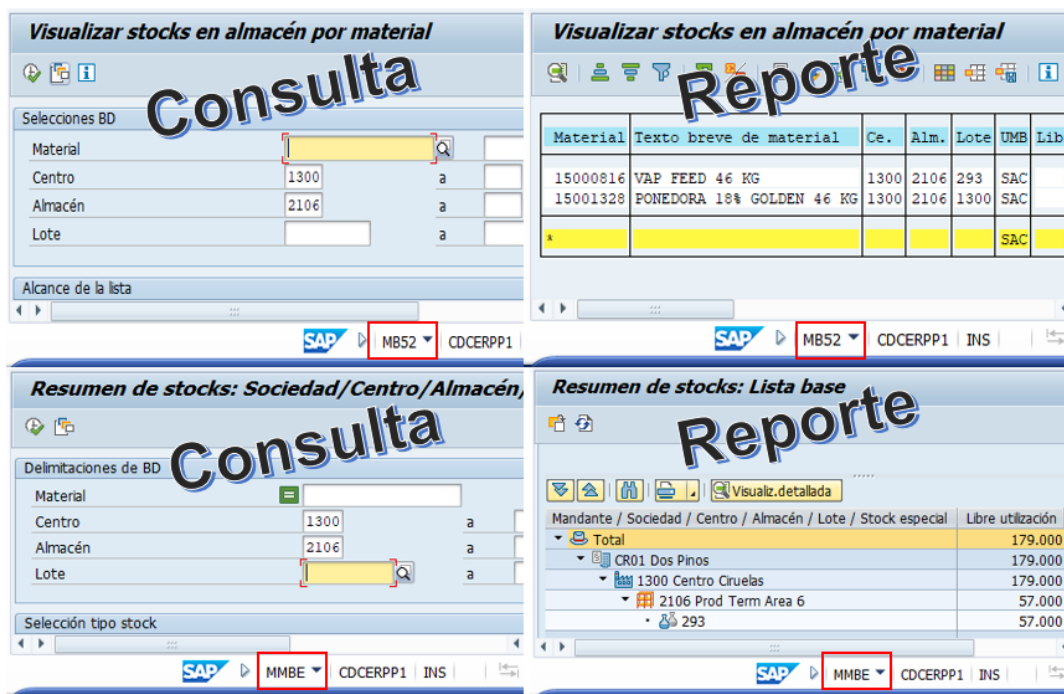 Visualizar stocks en almacén por material
Consulta
Selecciones BD
Material
Centro 1300 a
Almacén 2106 a
Lote a
Alcance de la lista
SAP MB52 CDCERPP1
Visualizar stocks en almacén por material
Reporte
Material Texto breve de material Ce. Alm. Lote UMB Lib
15000816 VAP FEED 46 KG 1300 2106 293 SAC
15001328 PONEDORA 18% GOLDEN 46 KG 1300 2106 1300 SAC
* SAC
SAP MB52 CDCERPP1 INS
Resumen de stocks: Sociedad/Centro/Almacén/
Consulta
Delimitaciones de BD
Material
Centro 1300 a
Almacén 2106 a
Lote a
Selección tipo stock
SAP MMBE CDCERPP1 INS
Resumen de stocks: Lista base
Reporte
Visualiz.detallada
Mandante / Sociedad / Centro / Almacén / Lote / Stock especial Libre utilización
Total 179.000
CR01 Dos Pinos 179.000
1300 Centro Ciruelas 179.000
2106 Prod Term Area 6 57.000
293 57.000
SAP MMBE CDCERPP1 INS